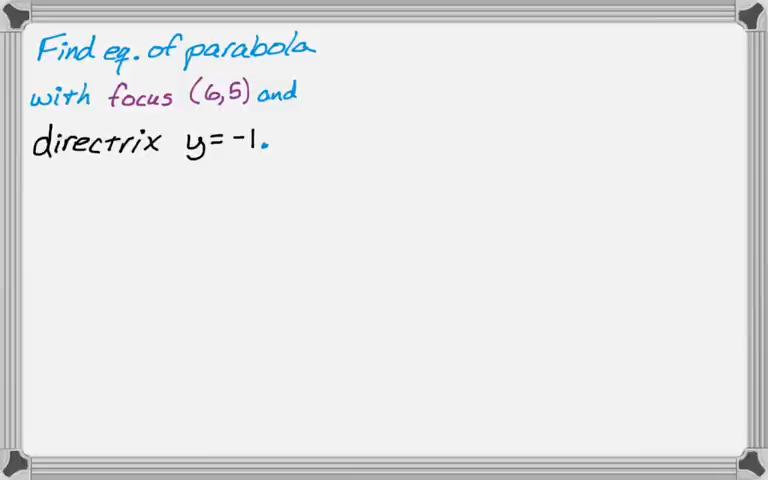 Find eq. of parabola
with focus (6,5) and
directrix y = -1.